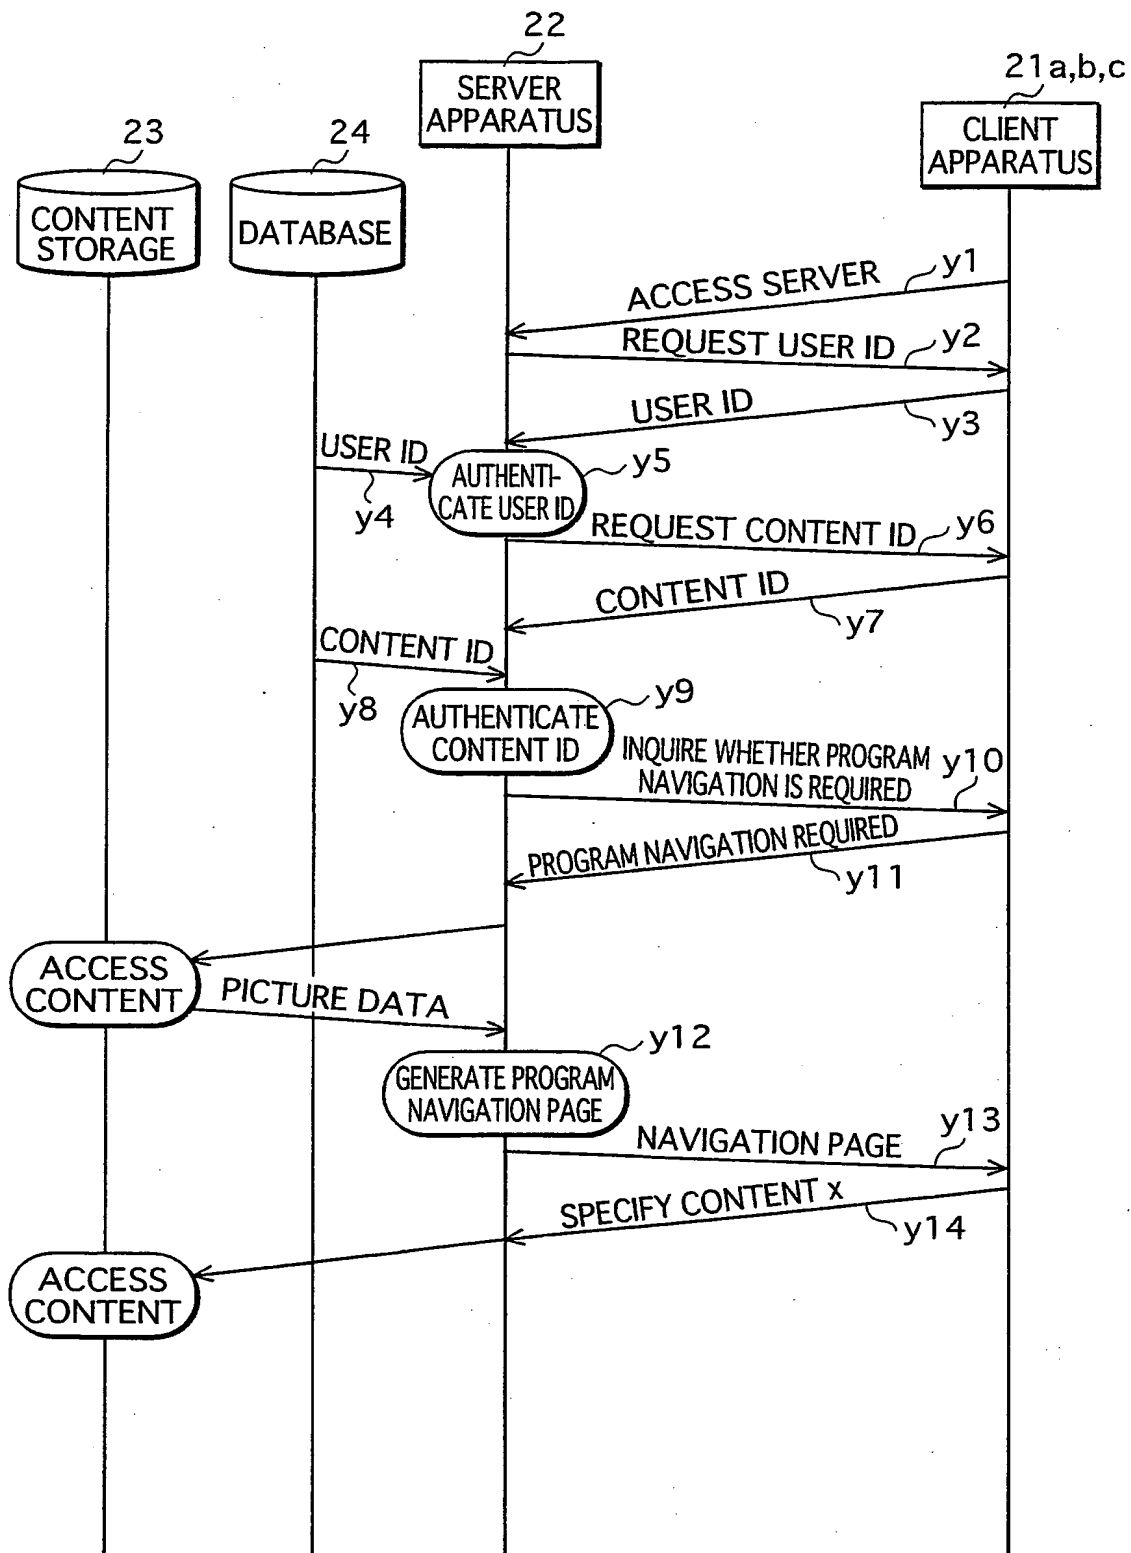 22
SERVER
APPARATUS
21a,b,c
CLIENT
APPARATUS
23
CONTENT
STORAGE
24
DATABASE
ACCESS SERVER
y1
REQUEST USER ID
y2
USER ID
y3
USER ID
y4
AUTHENTI-
CATE USER ID
y5
REQUEST CONTENT ID
y6
CONTENT ID
y7
CONTENT ID
y8
AUTHENTICATE
CONTENT ID
y9
INQUIRE WHETHER PROGRAM
NAVIGATION IS REQUIRED
y10
PROGRAM NAVIGATION REQUIRED
y11
ACCESS
CONTENT
PICTURE DATA
GENERATE PROGRAM
NAVIGATION PAGE
y12
NAVIGATION PAGE
y13
SPECIFY CONTENT x
y14
ACCESS
CONTENT